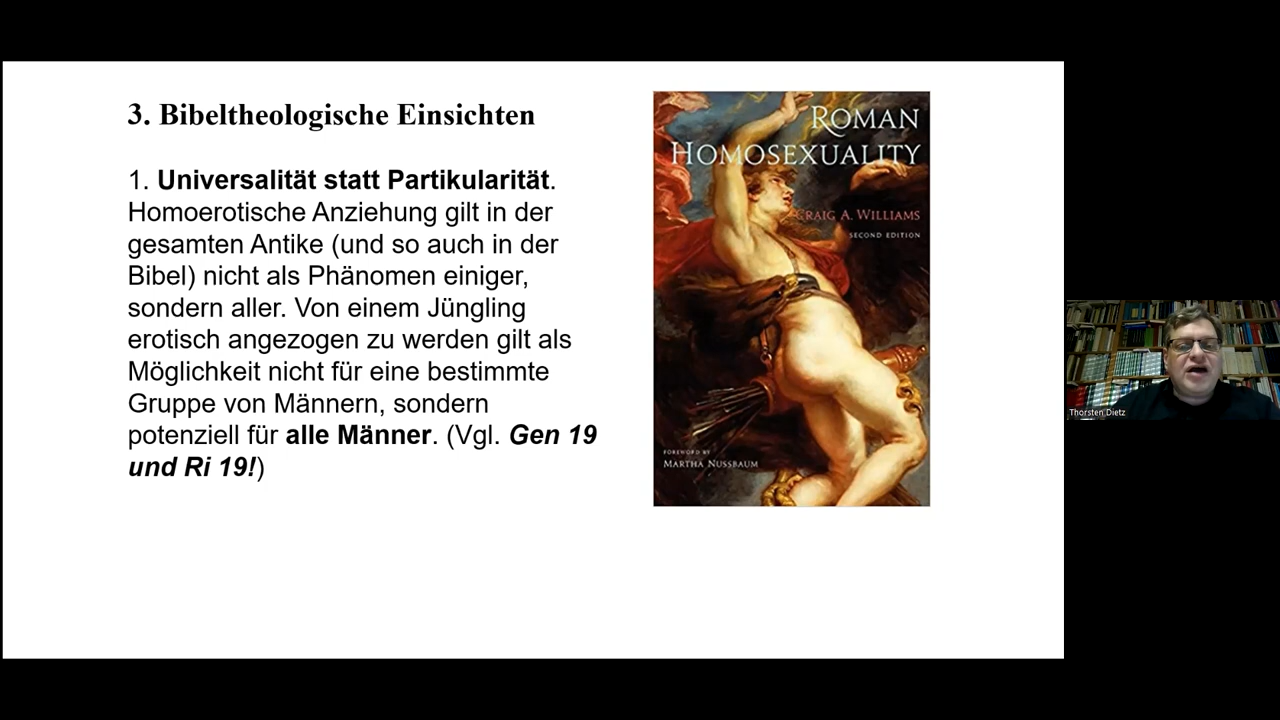 3. Bibeltheologische Einsichten
1. Universalität statt Partikularität.
Homoerotische Anziehung gilt in der
gesamten Antike (und so auch in der
Bibel) nicht als Phänomen einiger,
sondern aller. Von einem Jüngling
erotisch angezogen zu werden gilt als
Möglichkeit nicht für eine bestimmte
Gruppe von Männern, sondern
potenziell für alle Männer. (Vgl. Gen 19
und Ri 19!)
ROMAN
HOMOSEXUALITY
CRAIG A. WILLIAMS
SECOND EDITION
FOREWORD BY
MARTHA NUSSBAUM
Thorsten Dietz